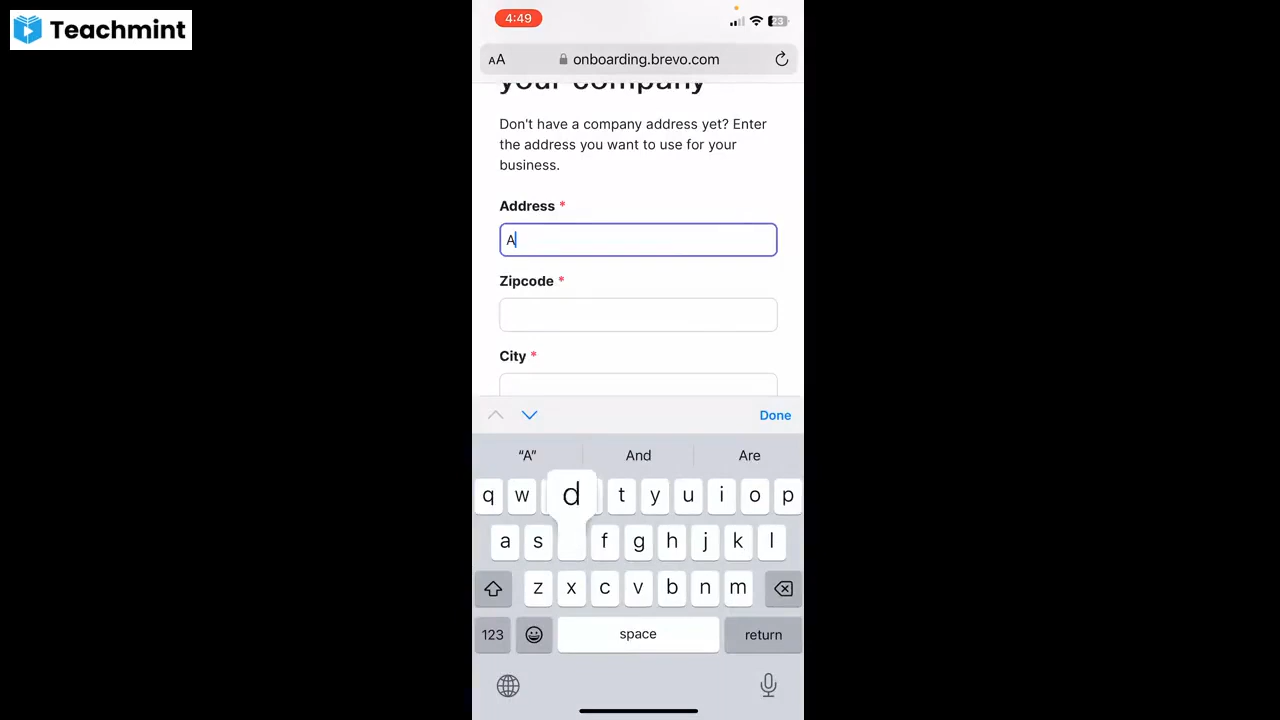 Teachmint
4:49
23
AA
onboarding.brevo.com
your company
Don't have a company address yet? Enter
the address you want to use for your
business.
Address *
A
Zipcode *
City *
Done
“A”
And
Are
q w d t y u i o p
a s f g h j k l
z x c v b n m
123
space
return